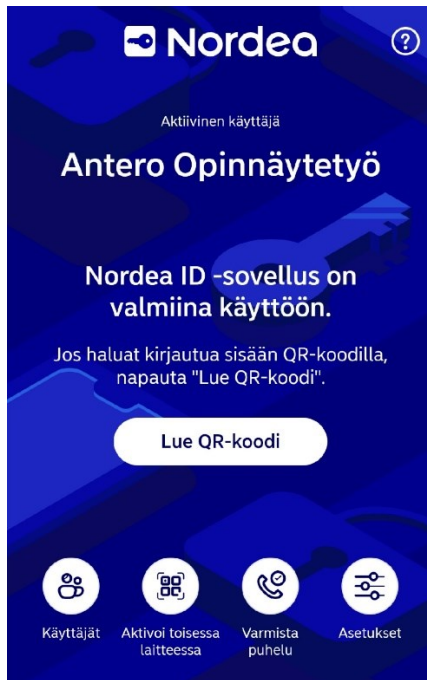 Nordea
Aktiivinen käyttäjä
Antero Opinnäytetyö
Nordea ID -sovellus on
valmiina käyttöön.
Jos haluat kirjautua sisään QR-koodilla,
napauta "Lue QR-koodi".
Lue QR-koodi
Käyttäjät
Aktivoi toisessa
laitteessa
Varmista
puhelu
Asetukset